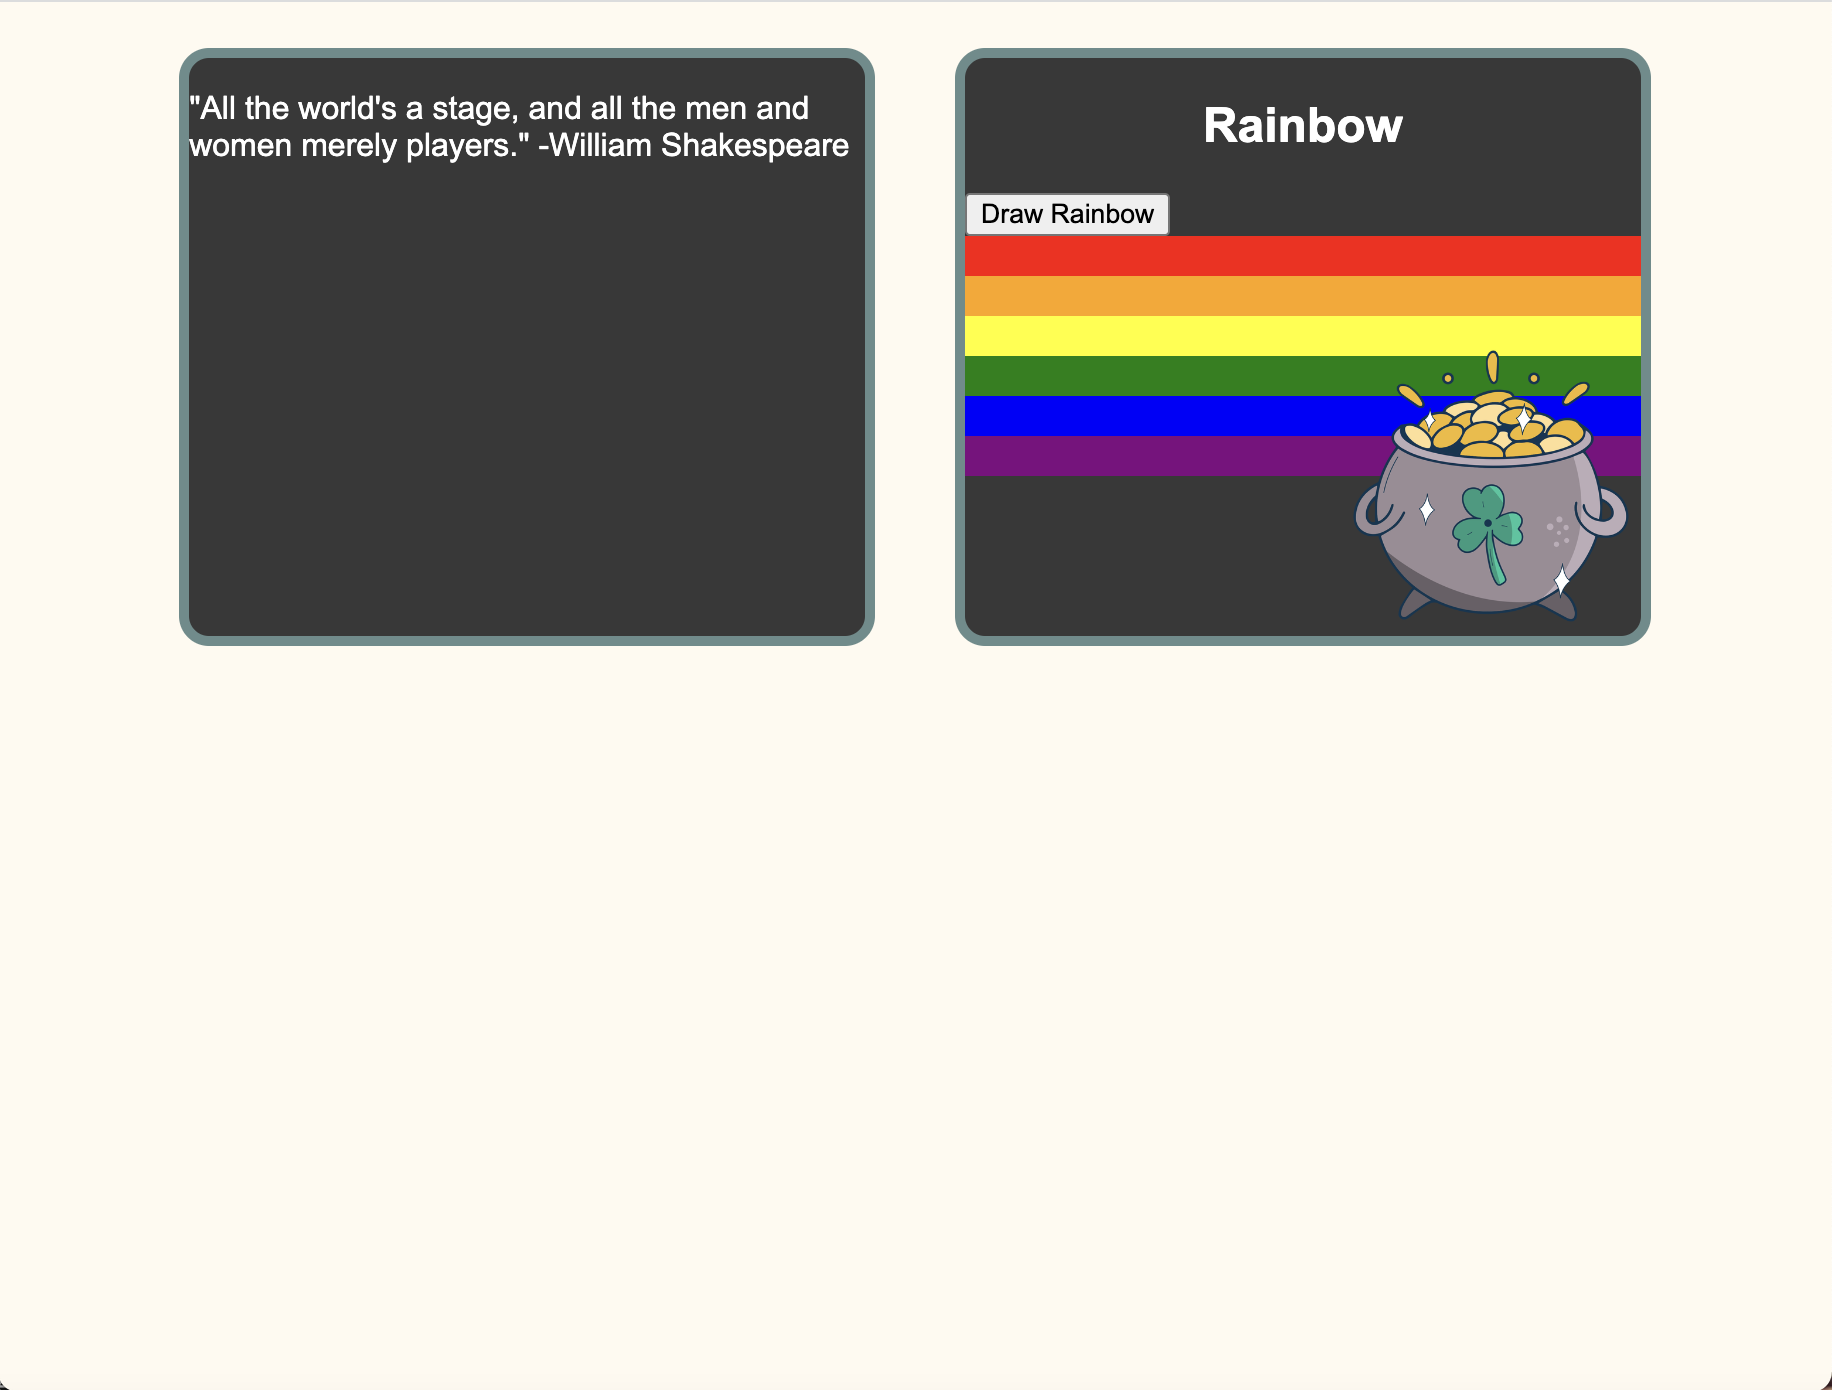 "All the world's a stage, and all the men and
women merely players." -William Shakespeare
Rainbow
Draw Rainbow